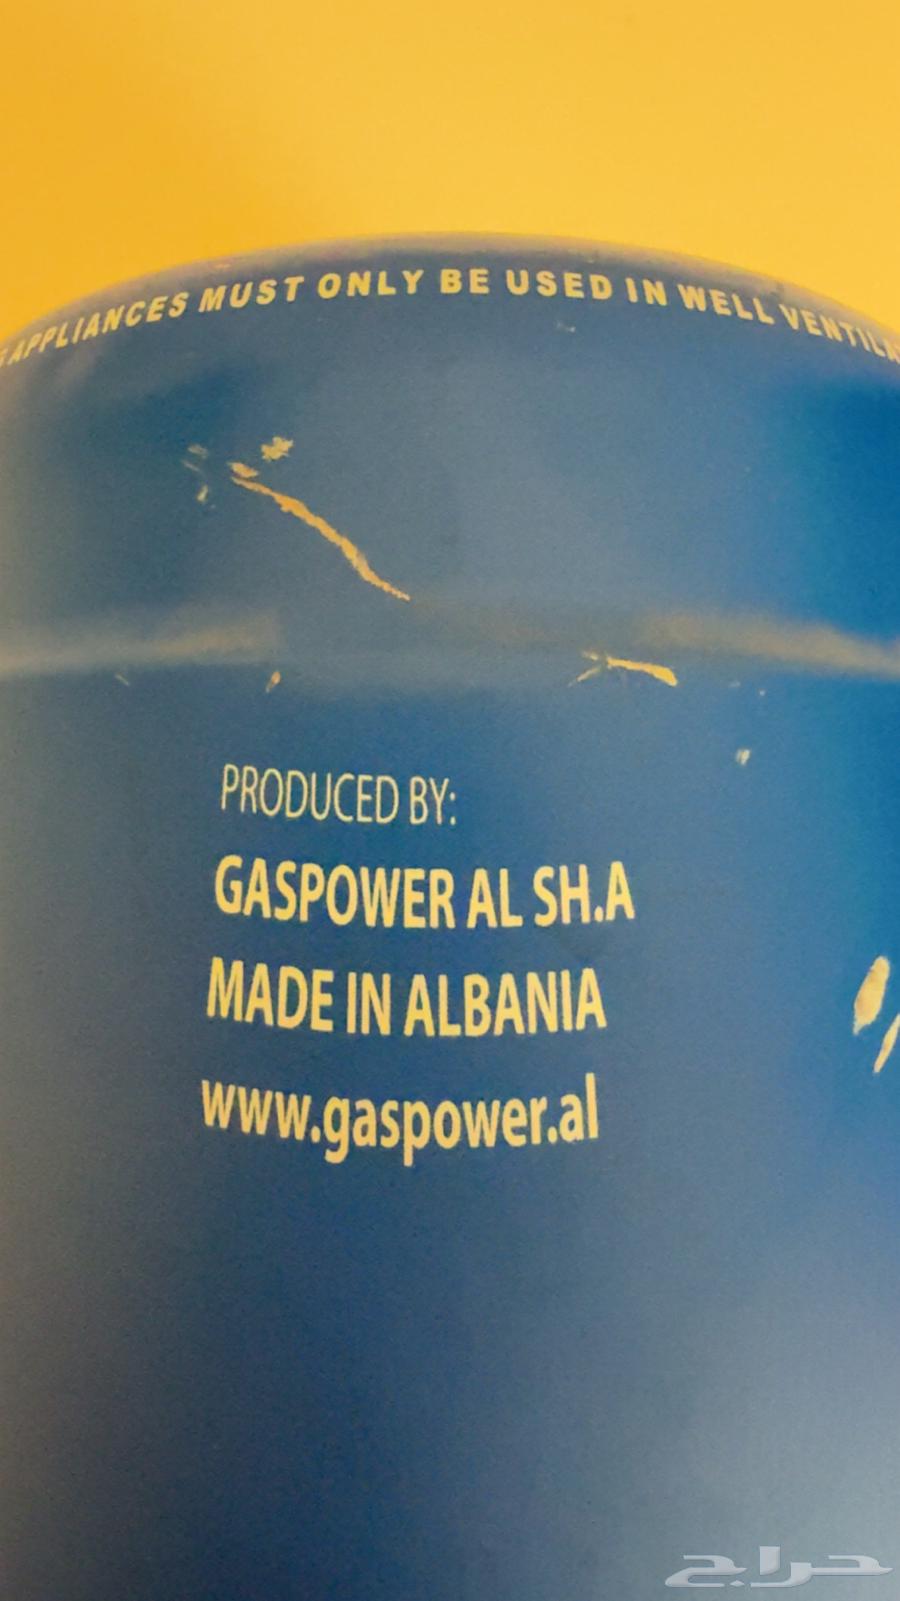 APPLIANCES MUST ONLY BE USED IN WELL
PRODUCED BY:
GASPOWER AL SH.A
MADE IN ALBANIA
www.gaspower.al
حراج